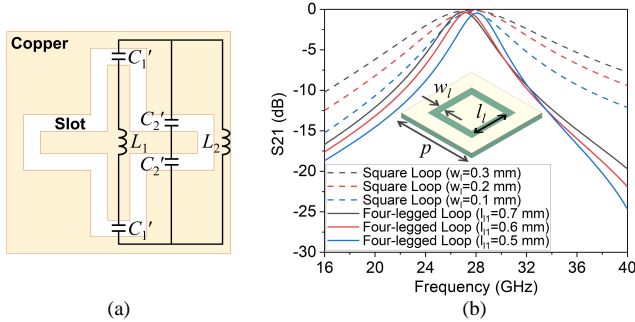 Copper
Slot
C₁′
C₂′
L₁
L₂
C₂′
C₁′
(a)
S21 (dB)
0
-5
-10
-15
-20
-25
-30
wₗ
lₗ
p
Square Loop (wₗ=0.3 mm)
Square Loop (wₗ=0.2 mm)
Square Loop (wₗ=0.1 mm)
Four-legged Loop (lₗ₁=0.7 mm)
Four-legged Loop (lₗ₁=0.6 mm)
Four-legged Loop (lₗ₁=0.5 mm)
16 20 24 28 32 36 40
Frequency (GHz)
(b)